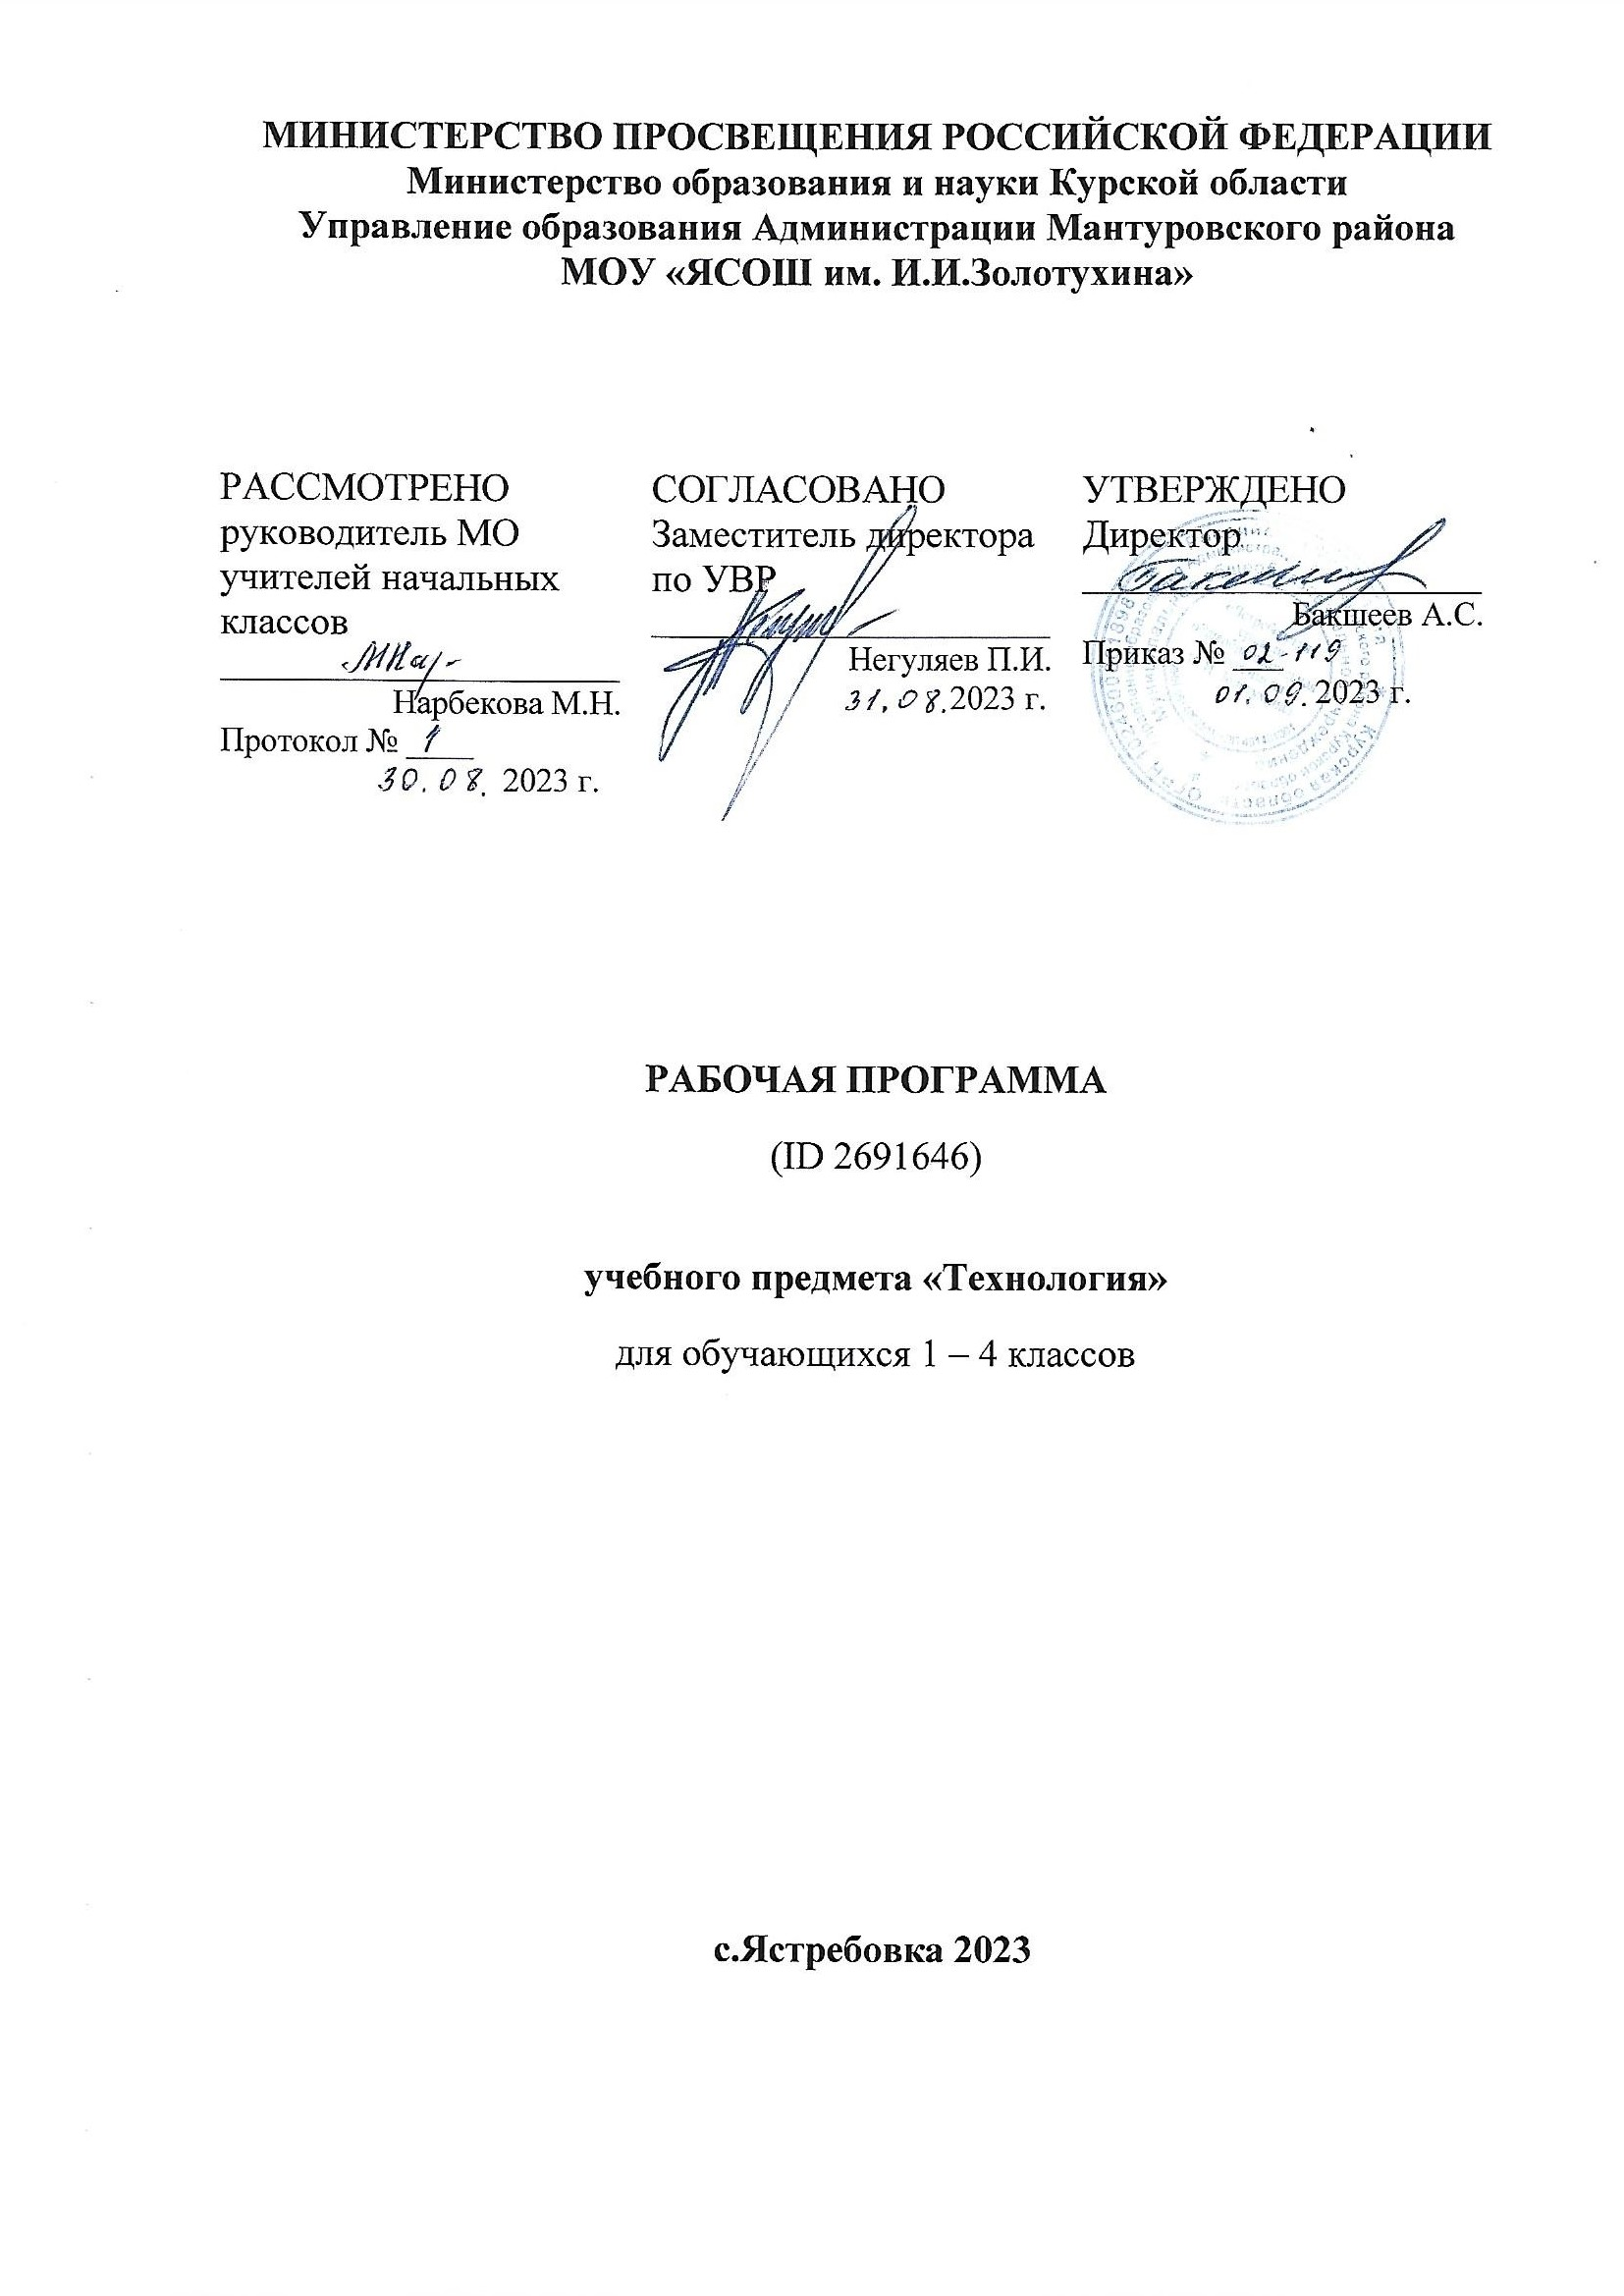 МИНИСТЕРСТВО ПРОСВЕЩЕНИЯ РОССИЙСКОЙ ФЕДЕРАЦИИ
Министерство образования и науки Курской области
Управление образования Администрации Мантуровского района
МОУ «ЯСОШ им. И.И.Золотухина»
РАССМОТРЕНО
руководитель МО
учителей начальных
классов
Нарбекова М.Н.
Протокол № 1
30.08. 2023 г.
СОГЛАСОВАНО
Заместитель директора
по УВР
Негуляев П.И.
31.08.2023 г.
УТВЕРЖДЕНО
Директор
Бакшеев А.С.
Приказ № 02-119
01.09.2023 г.
Курская область
РАБОЧАЯ ПРОГРАММА
(ID 2691646)
учебного предмета «Технология»
для обучающихся 1 – 4 классов
с.Ястребовка 2023